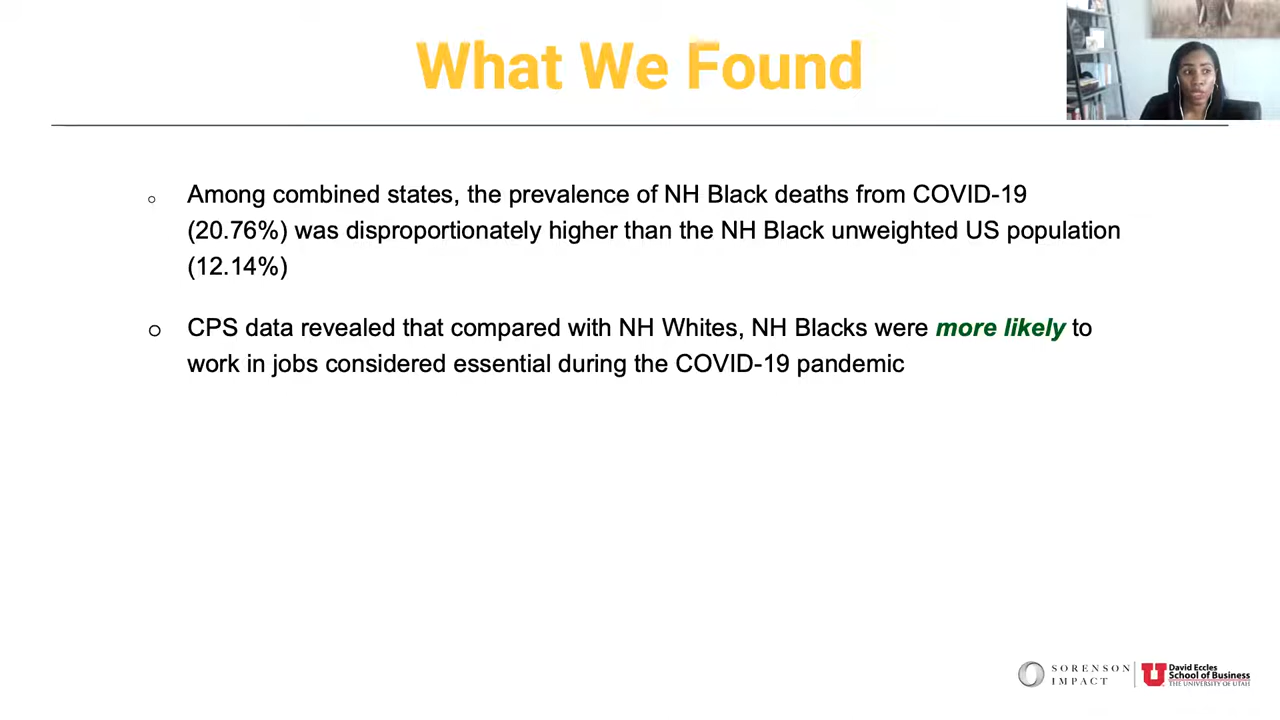 What We Found
Among combined states, the prevalence of NH Black deaths from COVID-19
(20.76%) was disproportionately higher than the NH Black unweighted US population
(12.14%)
CPS data revealed that compared with NH Whites, NH Blacks were more likely to
work in jobs considered essential during the COVID-19 pandemic
SORENSON
IMPACT
U
David Eccles
School of Business
THE UNIVERSITY OF UTAH